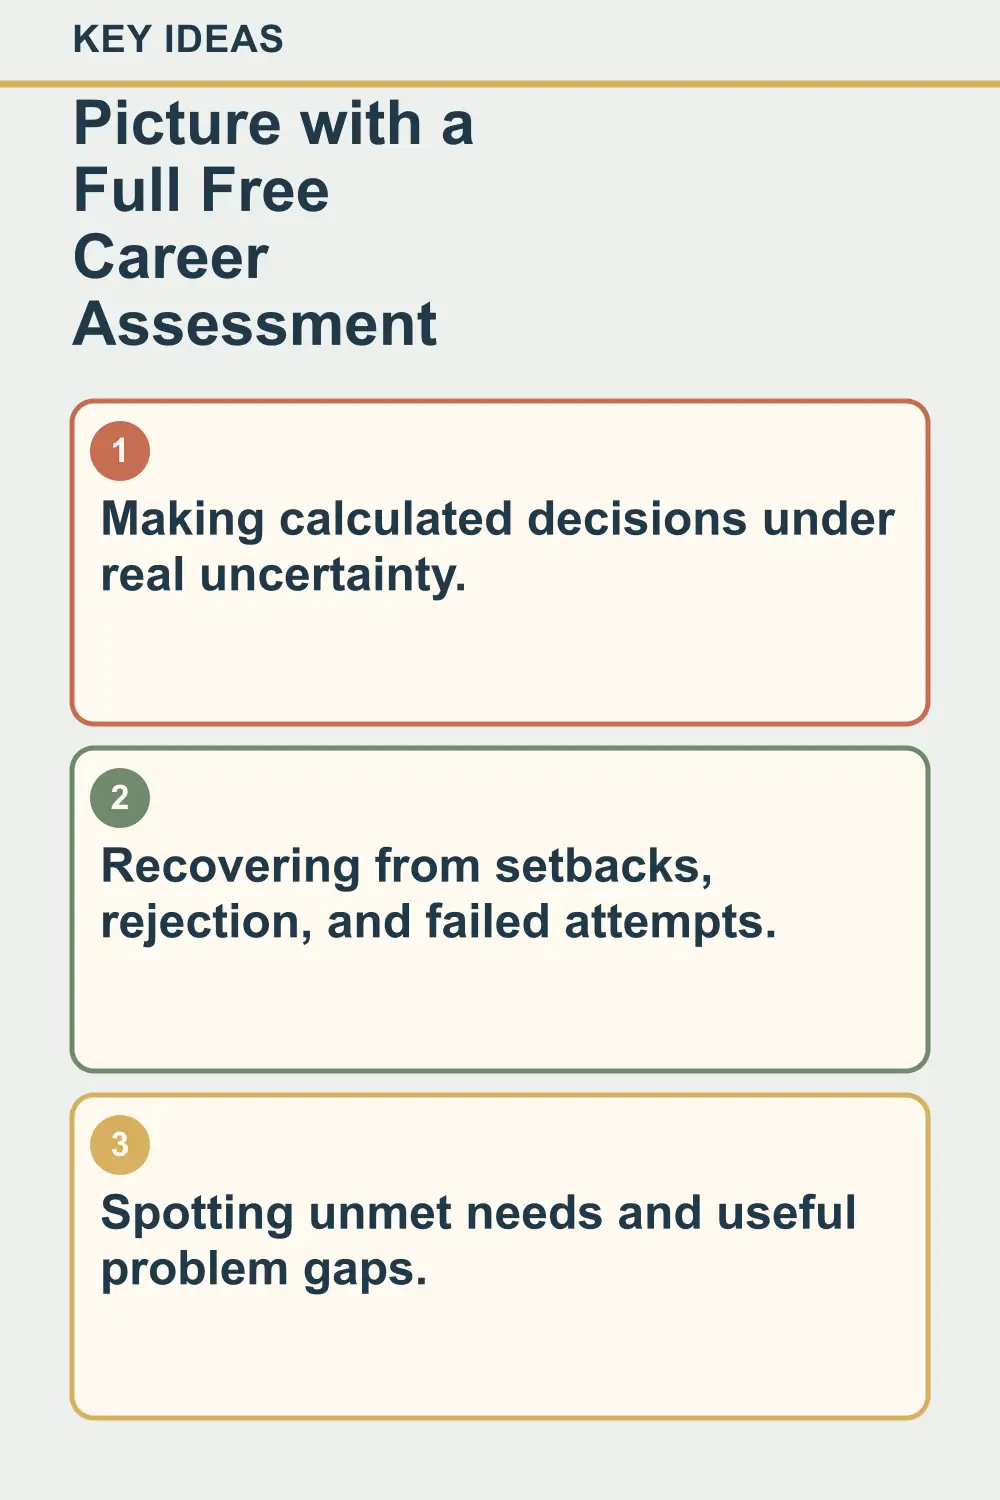 KEY IDEAS
Picture with a
Full Free
Career
Assessment
1
Making calculated decisions under
real uncertainty.
2
Recovering from setbacks,
rejection, and failed attempts.
3
Spotting unmet needs and useful
problem gaps.